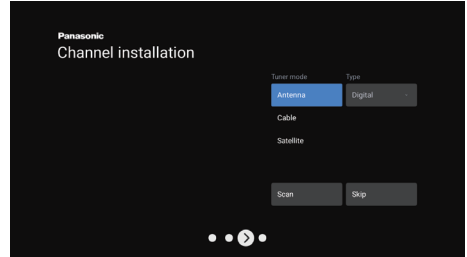 Panasonic
Channel installation
Tuner mode
Type
Antenna
Digital
Cable
Satellite
Scan
Skip